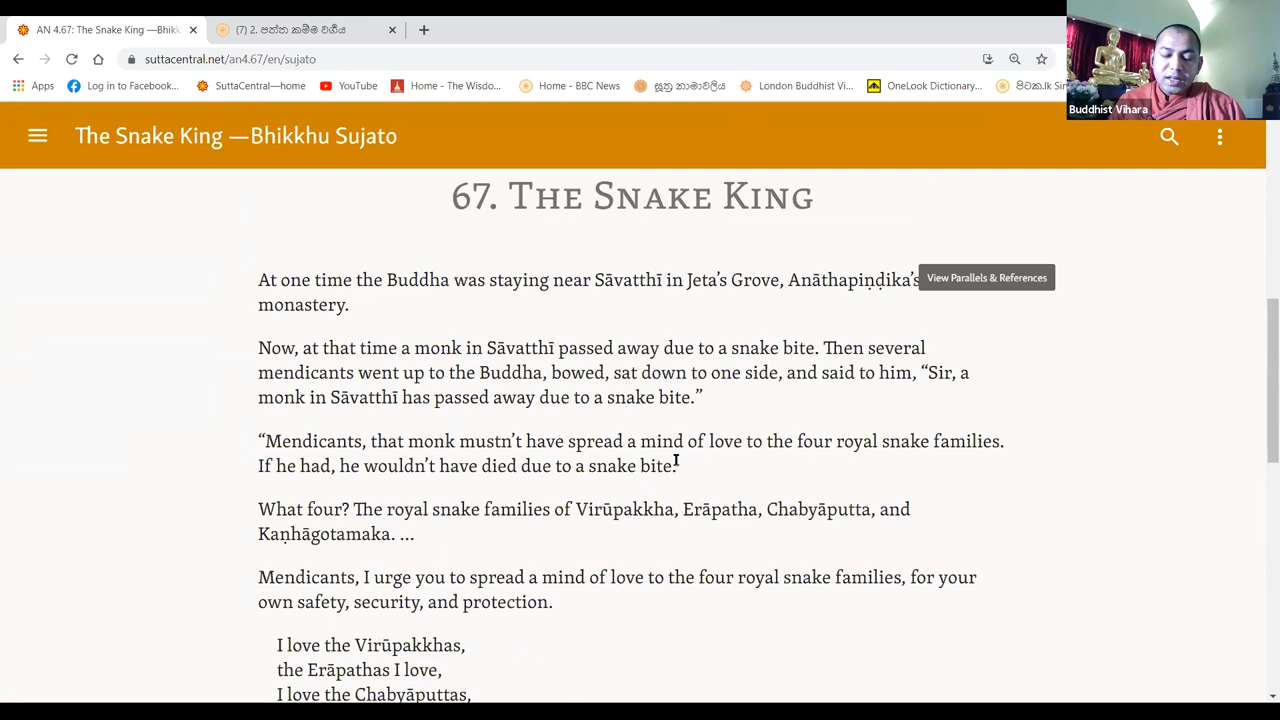 AN 4.67: The Snake King —Bhikk
(7) 2. පත්ත කම්ම වර්ගය
suttacentral.net/an4.67/en/sujato
Apps
Log in to Facebook...
SuttaCentral—home
YouTube
Home - The Wisdo...
Home - BBC News
සූත්‍ර නාමාවලිය
London Buddhist Vi...
OneLook Dictionary...
පිටක.lk Sin
Buddhist Vihara
The Snake King —Bhikkhu Sujato
67. The Snake King
At one time the Buddha was staying near Sāvatthī in Jeta’s Grove, Anāthapiṇḍika’s
View Parallels & References
monastery.
Now, at that time a monk in Sāvatthī passed away due to a snake bite. Then several
mendicants went up to the Buddha, bowed, sat down to one side, and said to him, “Sir, a
monk in Sāvatthī has passed away due to a snake bite.”
“Mendicants, that monk mustn’t have spread a mind of love to the four royal snake families.
If he had, he wouldn’t have died due to a snake bite.
What four? The royal snake families of Virūpakkha, Erāpatha, Chabyāputta, and
Kaṇhāgotamaka. ...
Mendicants, I urge you to spread a mind of love to the four royal snake families, for your
own safety, security, and protection.
I love the Virūpakkhas,
the Erāpathas I love,
I love the Chabyāputtas,